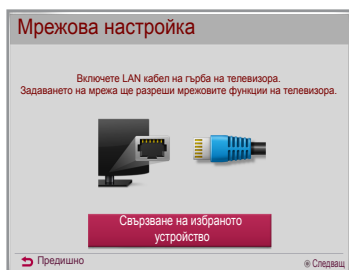 Мрежова настройка
Включете LAN кабел на гърба на телевизора.
Задаването на мрежа ще разреши мрежовите функции на телевизора.
Свързване на избраното
устройство
Предишно
Следващ